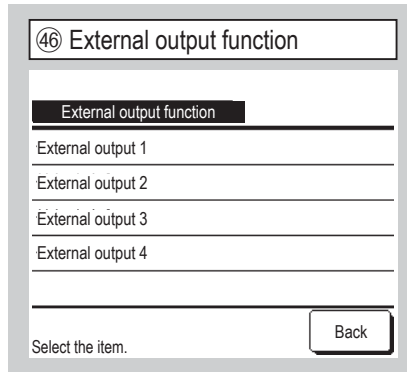 ㊻ External output function
External output function
External output 1
External output 2
External output 3
External output 4
Select the item.
Back